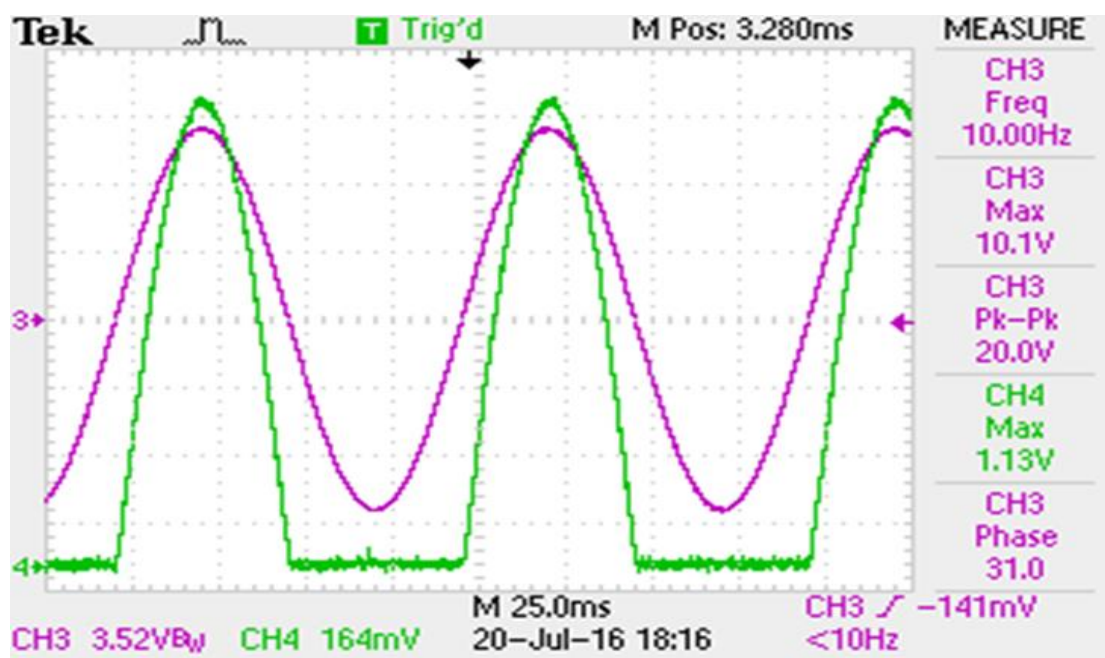 Tek T Trig'd M Pos: 3.280ms MEASURE
CH3
Freq
10.00Hz
CH3
Max
10.1V
CH3
Pk-Pk
20.0V
CH4
Max
1.13V
CH3
Phase
31.0
3
4
M 25.0ms CH3 -141mV
CH3 3.52VBW CH4 164mV 20-Jul-16 18:16 <10Hz